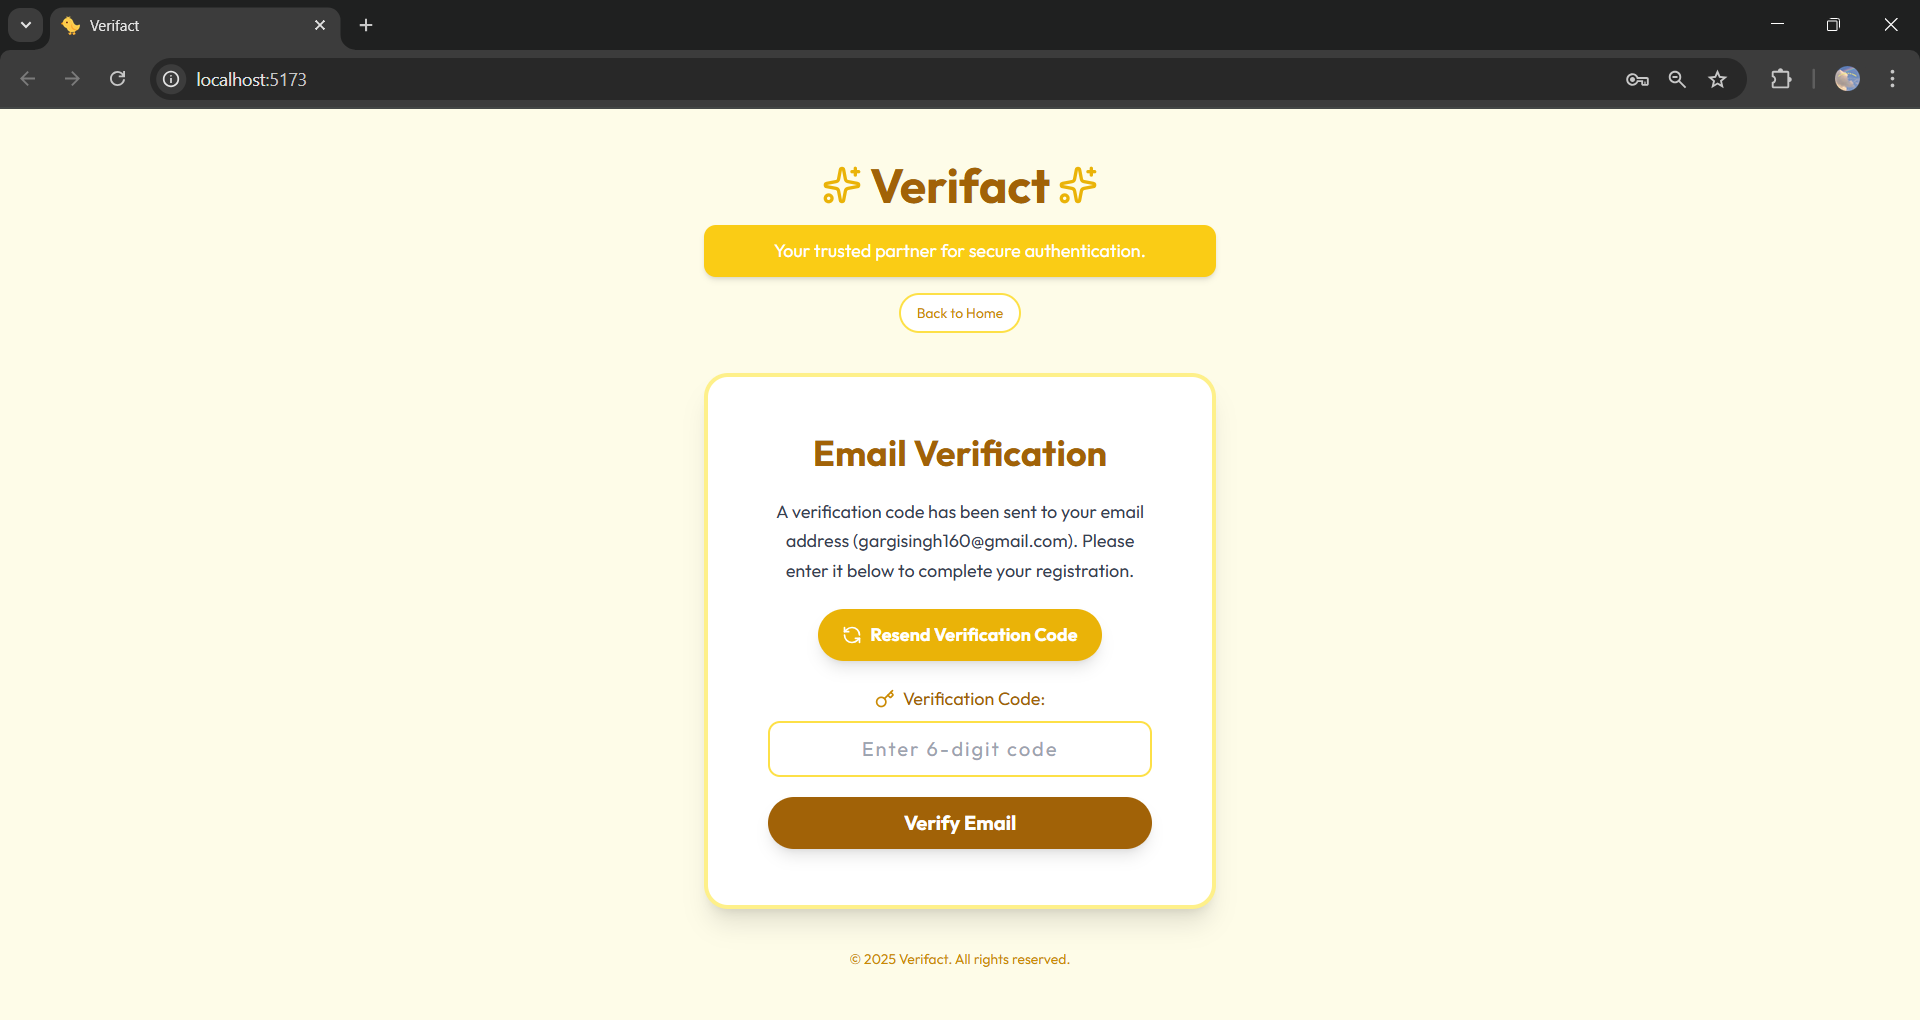 Verifact
localhost:5173
Verifact
Your trusted partner for secure authentication.
Back to Home
Email Verification
A verification code has been sent to your email
address (gargisingh160@gmail.com). Please
enter it below to complete your registration.
Resend Verification Code
Verification Code:
Enter 6-digit code
Verify Email
© 2025 Verifact. All rights reserved.